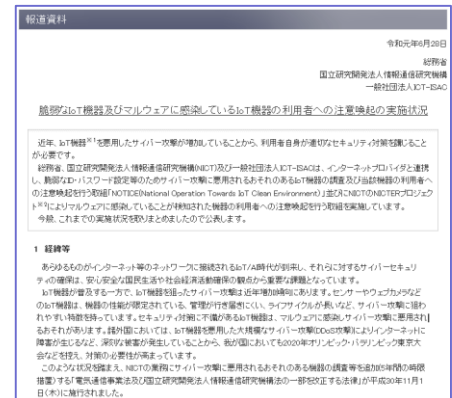 報道資料
令和元年6月28日
総務省
国立研究開発法人情報通信研究機構
一般社団法人ICT-ISAC
脆弱なIoT機器及びマルウェアに感染しているIoT機器の利用者への注意喚起の実施状況
近年、IoT機器※1を悪用したサイバー攻撃が増加していることから、利用者自身が適切なセキュリティ対策を講じること
が必要です。
総務省、国立研究開発法人情報通信研究機構(NICT)及び一般社団法人ICT-ISACは、インターネットプロバイダと連携
し、脆弱なID・パスワード設定等のためサイバー攻撃に悪用されるおそれのあるIoT機器の調査及び当該機器の利用者へ
の注意喚起を行う取組「NOTICE(National Operation Towards IoT Clean Environment)」並びにNICTのNICTERプロジェク
ト※2によりマルウェアに感染していることが検知された機器の利用者への注意喚起を行う取組を実施しています。
今般、これまでの実施状況を取りまとめましたので公表します。
1 経緯等
あらゆるものがインターネット等のネットワークに接続されるIoT/AI時代が到来し、それらに対するサイバーセキュリ
ティの確保は、安心安全な国民生活や社会経済活動確保の観点から重要な課題となっています。
IoT機器が普及する一方で、IoT機器を狙ったサイバー攻撃は近年増加傾向にあります。センサーやウェブカメラなど
のIoT機器は、機器の性能が限定されている、管理が行き届きにくい、ライフサイクルが長いなど、サイバー攻撃に狙わ
れやすい特徴を持っています。セキュリティ対策に不備があるIoT機器は、マルウェアに感染しサイバー攻撃に悪用され
るおそれがあります。諸外国においては、IoT機器を悪用した大規模なサイバー攻撃(DDoS攻撃)によりインターネットに
障害が生じるなど、深刻な被害が発生していることから、我が国においても2020年オリンピック・パラリンピック東京大
会などを控え、対策の必要性が高まっています。
このような状況を踏まえ、NICTの業務にサイバー攻撃に悪用されるおそれのある機器の調査等を追加(5年間の時限
措置)する「電気通信事業法及び国立研究開発法人情報通信研究機構法の一部を改正する法律」が平成30年11月1
日(木)に施行されました。